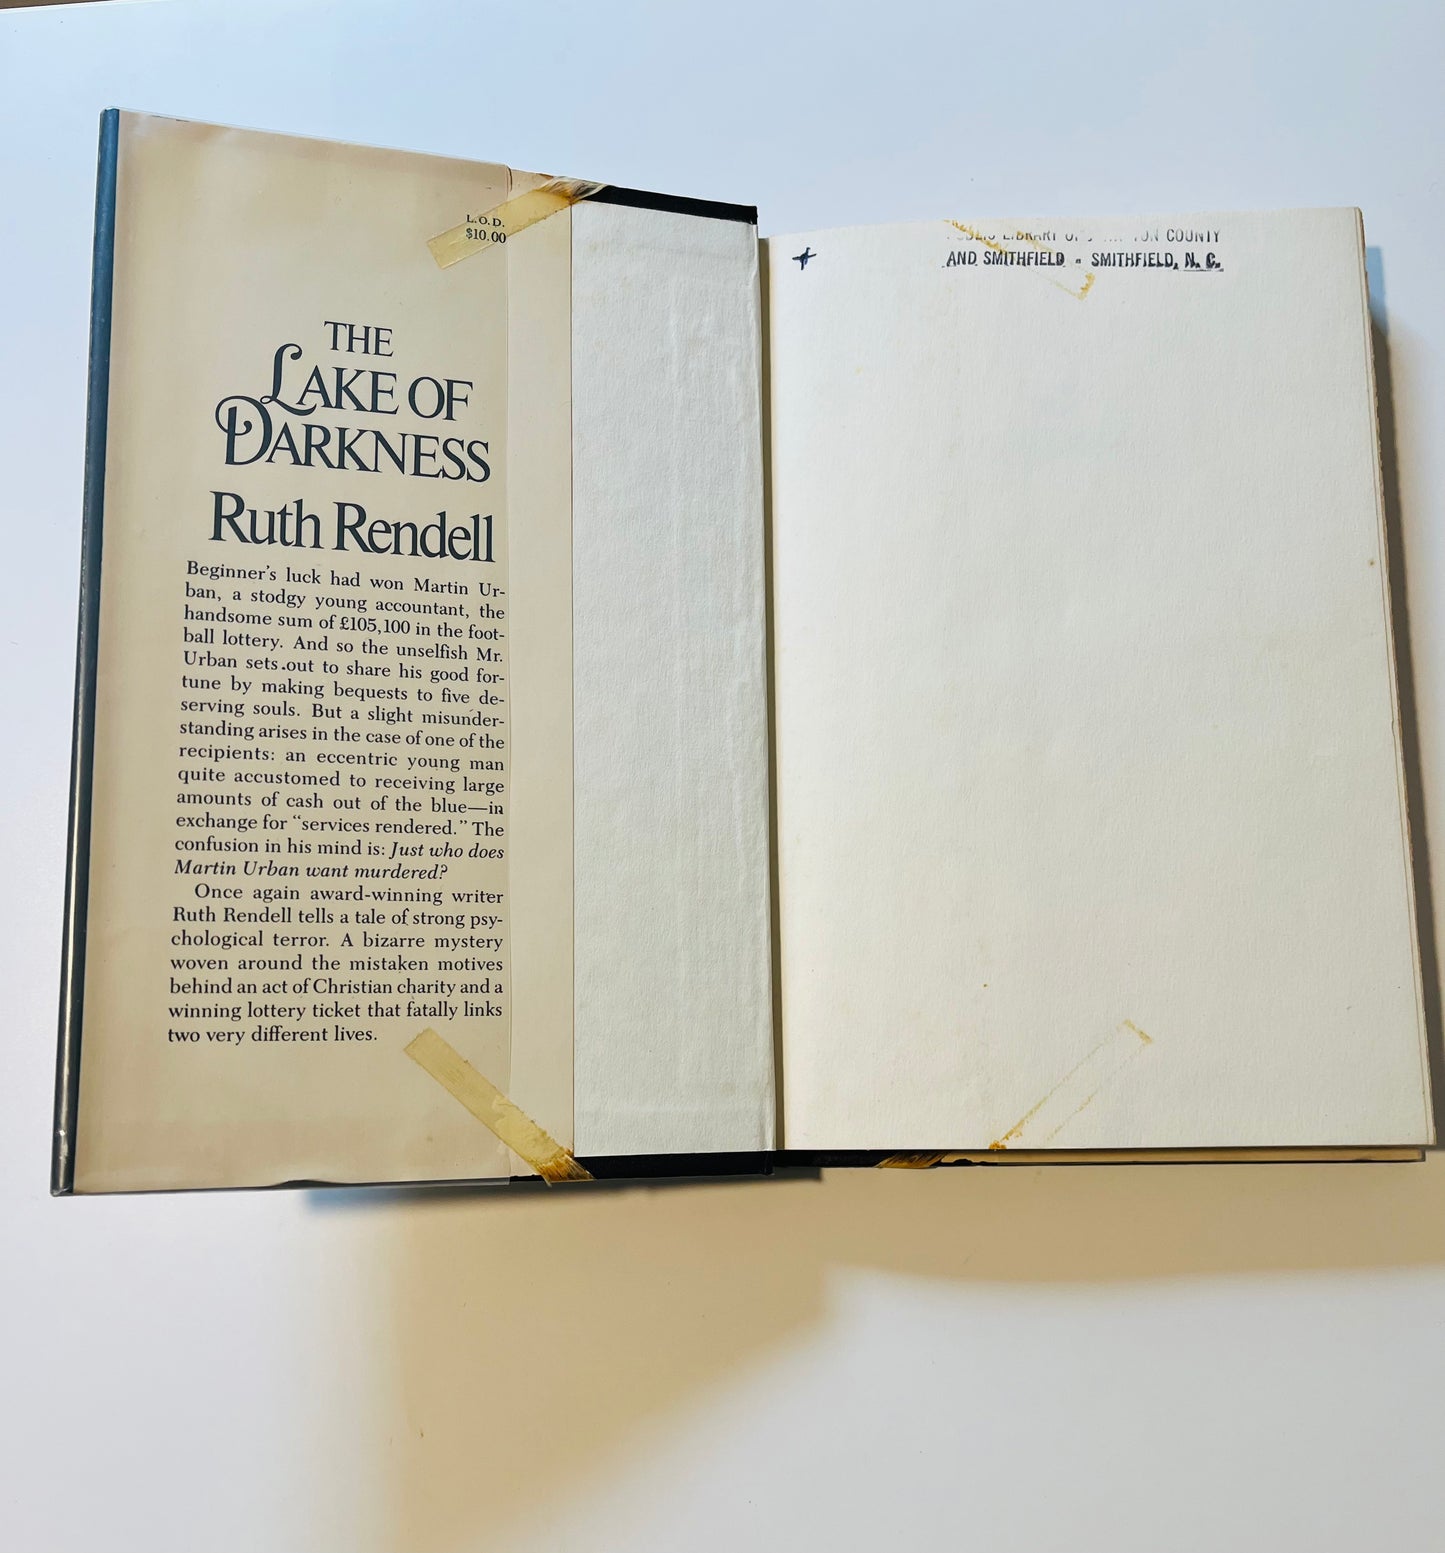 L.O.D.
$10.00
THE
LAKE OF
DARKNESS
Ruth Rendell
Beginner's luck had won Martin Ur-
ban, a stodgy young accountant, the
handsome sum of £105,100 in the foot-
ball lottery. And so the unselfish Mr.
Urban sets out to share his good for-
tune by making bequests to five de-
serving souls. But a slight misunder-
standing arises in the case of one of the
recipients: an eccentric young man
quite accustomed to receiving large
amounts of cash out of the blue—in
exchange for “services rendered.” The
confusion in his mind is: Just who does
Martin Urban want murdered?
Once again award-winning writer
Ruth Rendell tells a tale of strong psy-
chological terror. A bizarre mystery
woven around the mistaken motives
behind an act of Christian charity and a
winning lottery ticket that fatally links
two very different lives.
PUBLIC LIBRARY COUNTY
AND SMITHFIELD - SMITHFIELD, N. C.